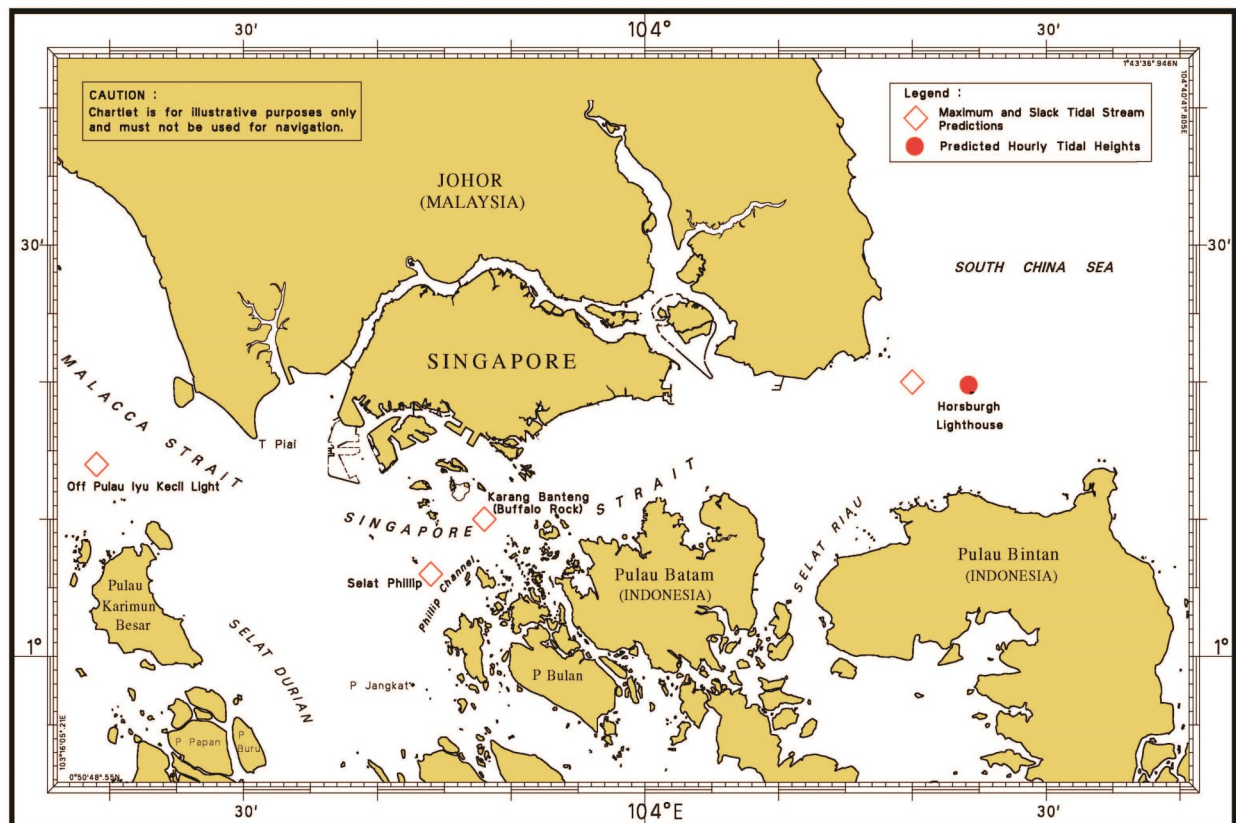 30'
104°
30'
1°43'36".946N
104°40'41".805E
CAUTION :
Chartlet is for illustrative purposes only
and must not be used for navigation.
Legend :
Maximum and Slack Tidal Stream
Predictions
Predicted Hourly Tidal Heights
JOHOR
(MALAYSIA)
30'
30'
SOUTH CHINA SEA
SINGAPORE
MALACCA STRAIT
Horsburgh
Lighthouse
T Piai
Off Pulau Iyu Kecil Light
Karang Banteng
(Buffalo Rock)
SINGAPORE STRAIT
SELAT RIAU
Pulau Bintan
(INDONESIA)
Pulau Batam
(INDONESIA)
Selat Phillip
Phillip Channel
Pulau
Karimun
Besar
SELAT DURIAN
1°
1°
P Bulan
P Jangkat
P Papan
P
Buru
103°16'05".21E
0°50'48".55N
30'
104°E
30'